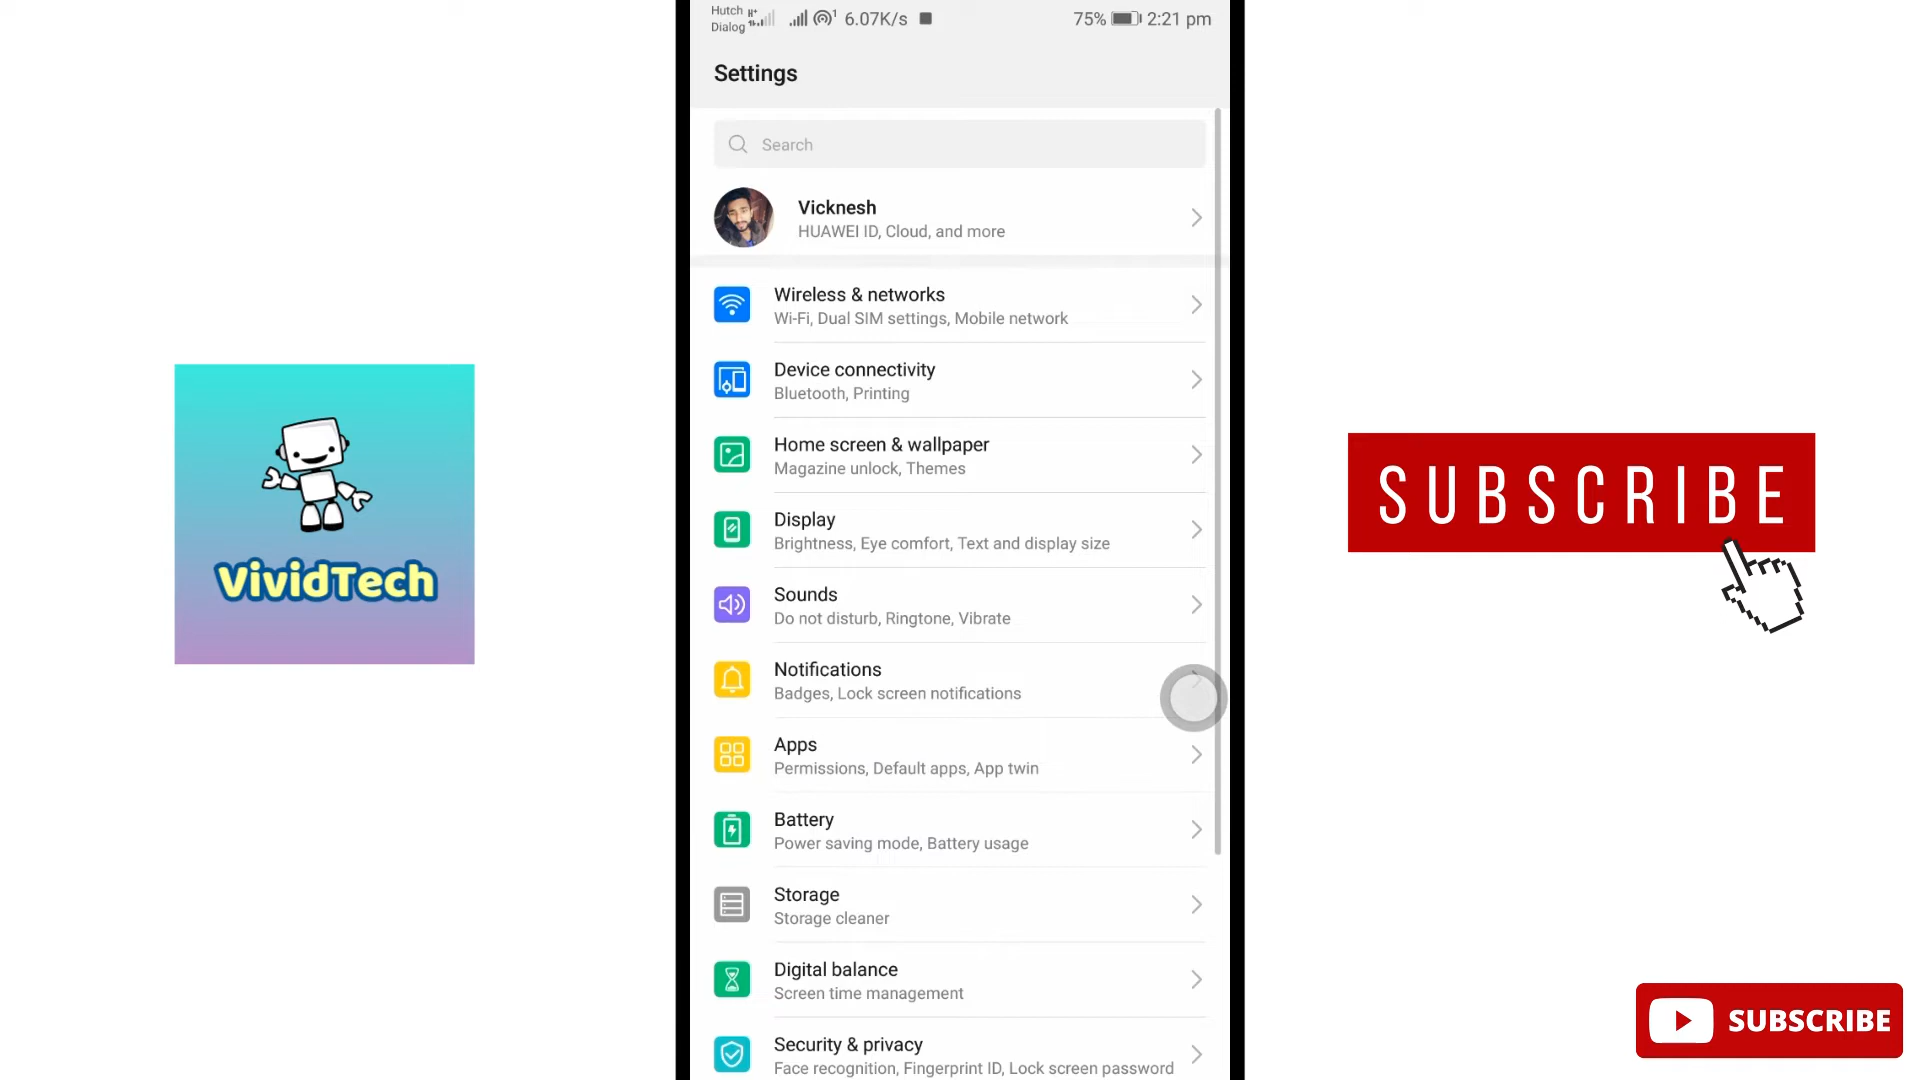 Hutch
Dialog
H+
1
6.07K/s
75%
2:21 pm
Settings
Search
Vicknesh
HUAWEI ID, Cloud, and more
Wireless & networks
Wi-Fi, Dual SIM settings, Mobile network
Device connectivity
Bluetooth, Printing
Home screen & wallpaper
Magazine unlock, Themes
Display
Brightness, Eye comfort, Text and display size
Sounds
Do not disturb, Ringtone, Vibrate
Notifications
Badges, Lock screen notifications
Apps
Permissions, Default apps, App twin
Battery
Power saving mode, Battery usage
Storage
Storage cleaner
Digital balance
Screen time management
Security & privacy
Face recognition, Fingerprint ID, Lock screen password
VividTech
SUBSCRIBE
SUBSCRIBE